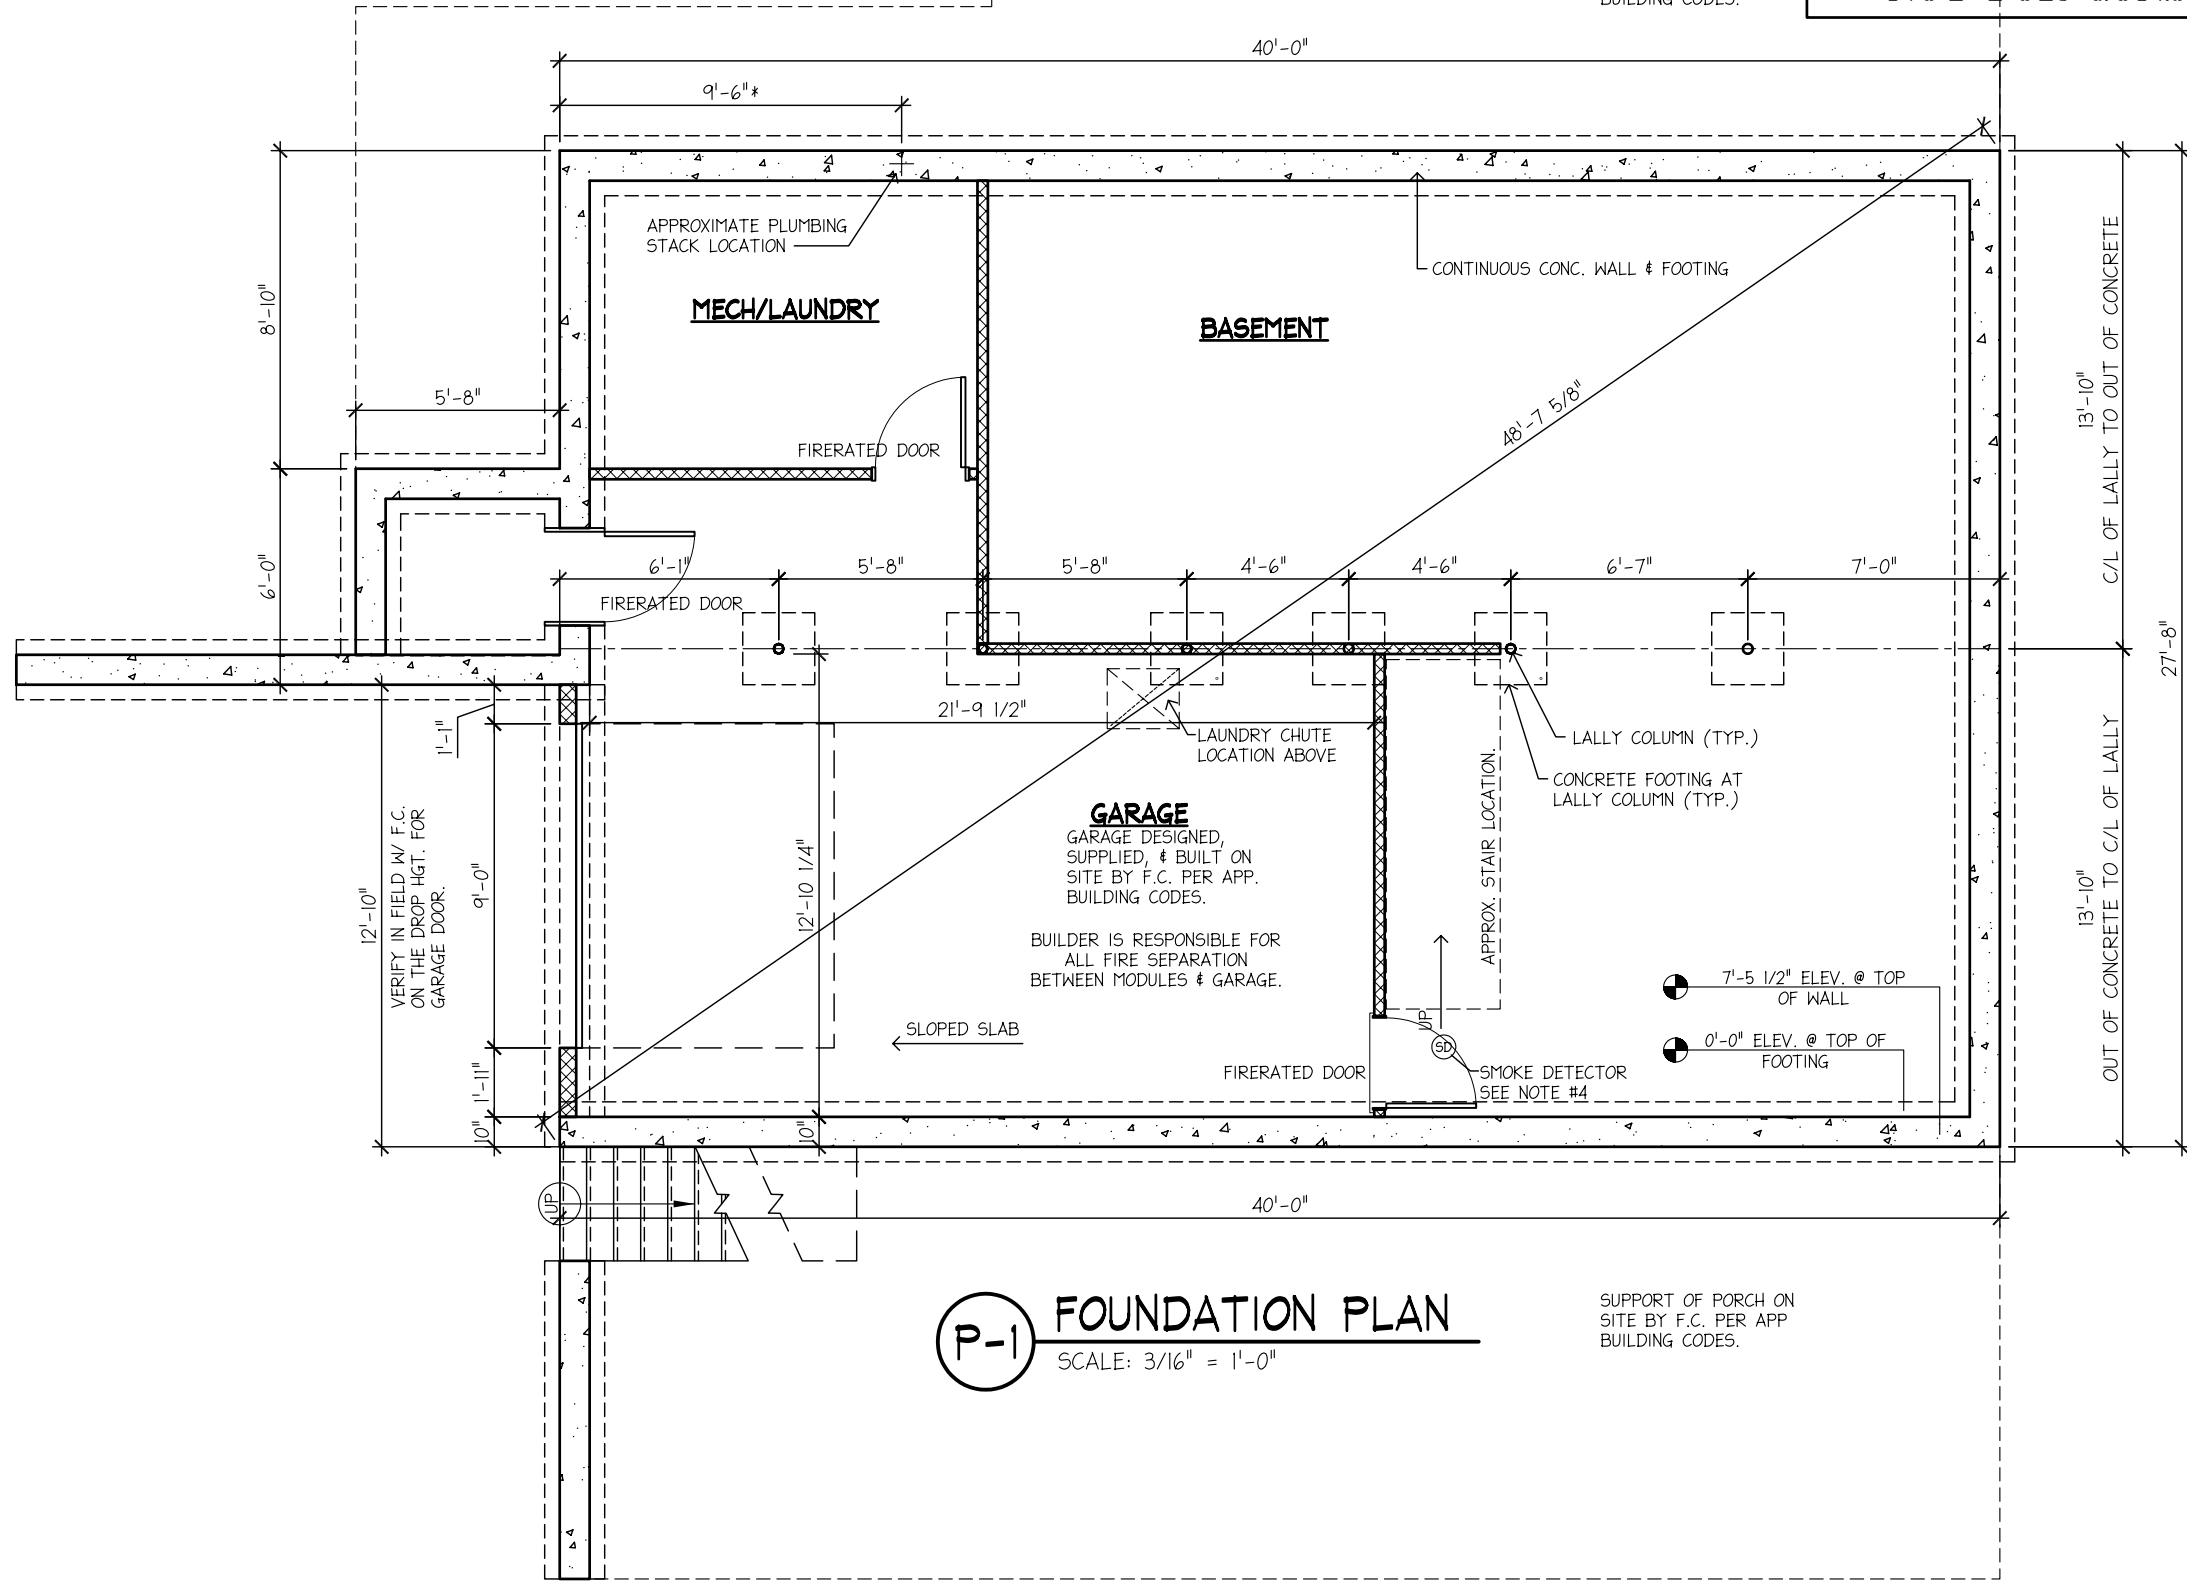 BUILDING CODES.
40'-0"
9'-6"*
APPROXIMATE PLUMBING
STACK LOCATION
CONTINUOUS CONC. WALL & FOOTING
MECH/LAUNDRY
BASEMENT
8'-10"
5'-8"
48'-7 5/8"
13'-10"
C/L OF LALLY TO OUT OF CONCRETE
27'-8"
FIRERATED DOOR
6'-0"
6'-1"
5'-8"
5'-8"
4'-6"
4'-6"
6'-7"
7'-0"
FIRERATED DOOR
21'-9 1/2"
1'-1"
LAUNDRY CHUTE
LOCATION ABOVE
LALLY COLUMN (TYP.)
CONCRETE FOOTING AT
LALLY COLUMN (TYP.)
APPROX. STAIR LOCATION.
GARAGE
GARAGE DESIGNED,
SUPPLIED, & BUILT ON
SITE BY F.C. PER APP.
BUILDING CODES.
BUILDER IS RESPONSIBLE FOR
ALL FIRE SEPARATION
BETWEEN MODULES & GARAGE.
12'-10"
VERIFY IN FIELD W/ F.C.
ON THE DROP HGT. FOR
GARAGE DOOR.
9'-0"
12'-10 1/4"
13'-10"
OUT OF CONCRETE TO C/L OF LALLY
7'-5 1/2" ELEV. @ TOP
OF WALL
0'-0" ELEV. @ TOP OF
FOOTING
SLOPED SLAB
UP
SD
FIRERATED DOOR
SMOKE DETECTOR
SEE NOTE #4
1'-11"
10"
10"
UP
40'-0"
P-1
FOUNDATION PLAN
SCALE: 3/16" = 1'-0"
SUPPORT OF PORCH ON
SITE BY F.C. PER APP
BUILDING CODES.